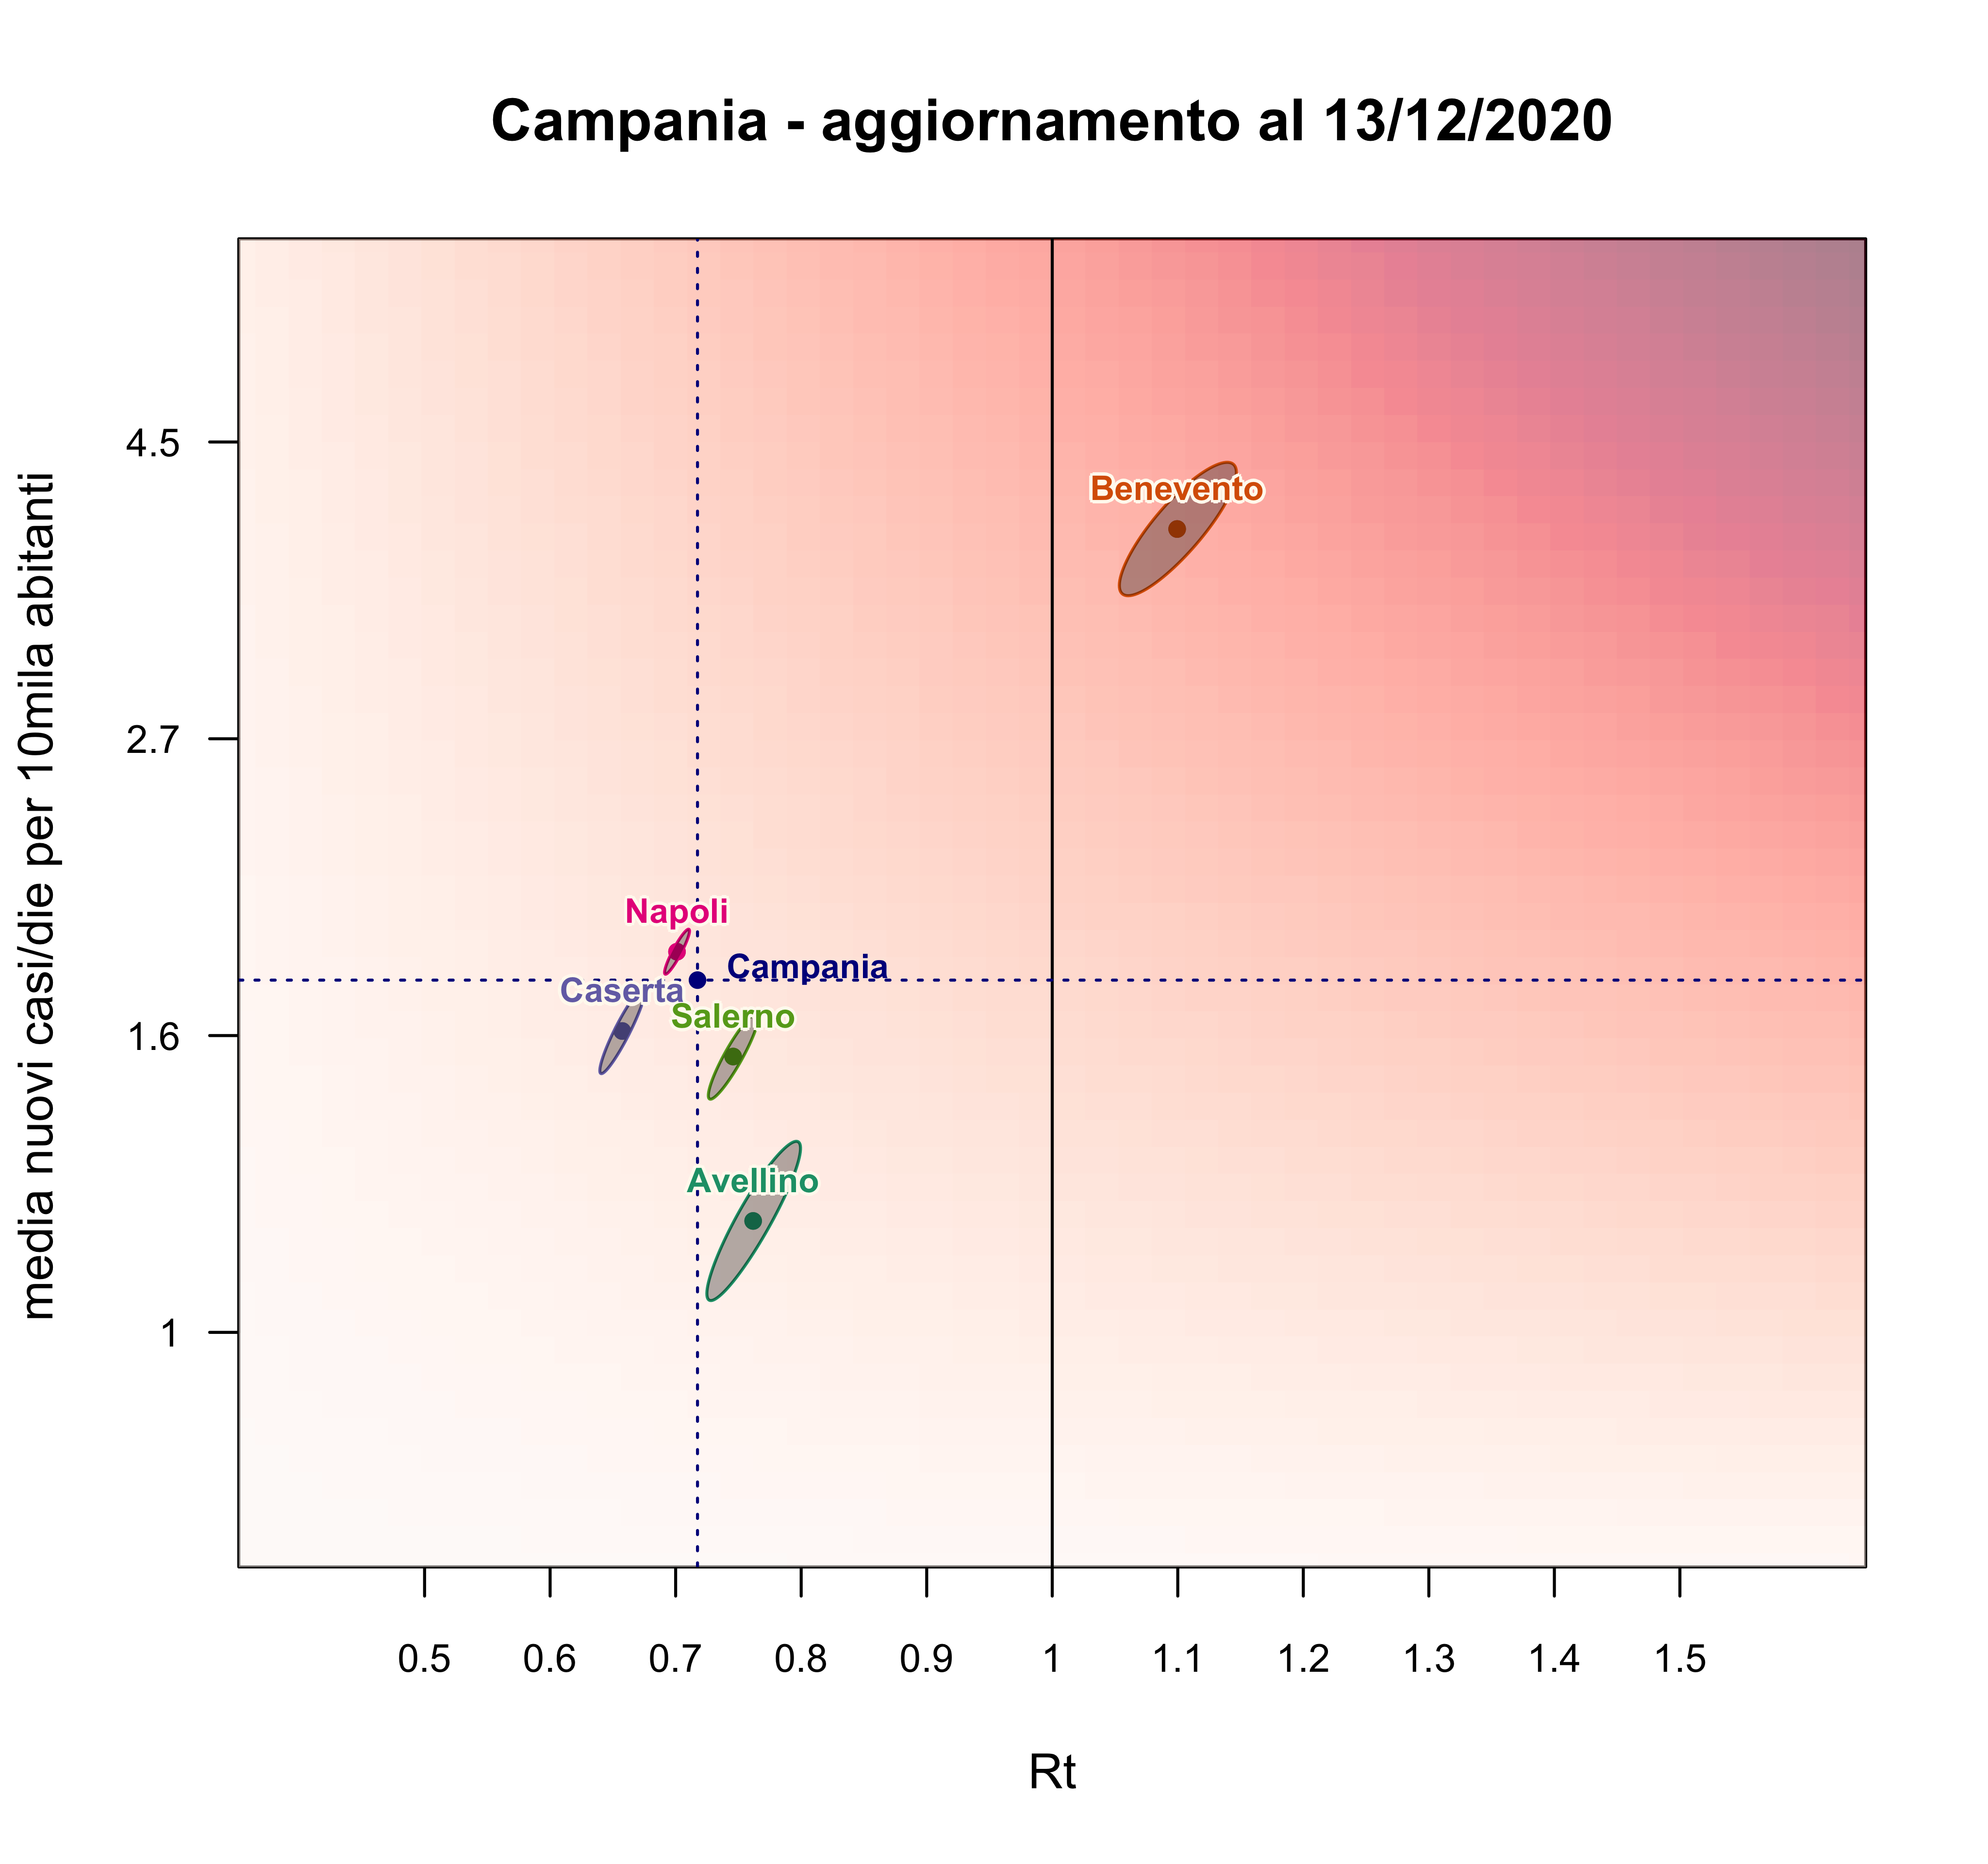 Campania - aggiornamento al 13/12/2020
media nuovi casi/die per 10mila abitanti
4.5
2.7
1.6
1
Benevento
Napoli
Campania
Caserta
Salerno
Avellino
0.5 0.6 0.7 0.8 0.9 1 1.1 1.2 1.3 1.4 1.5
Rt